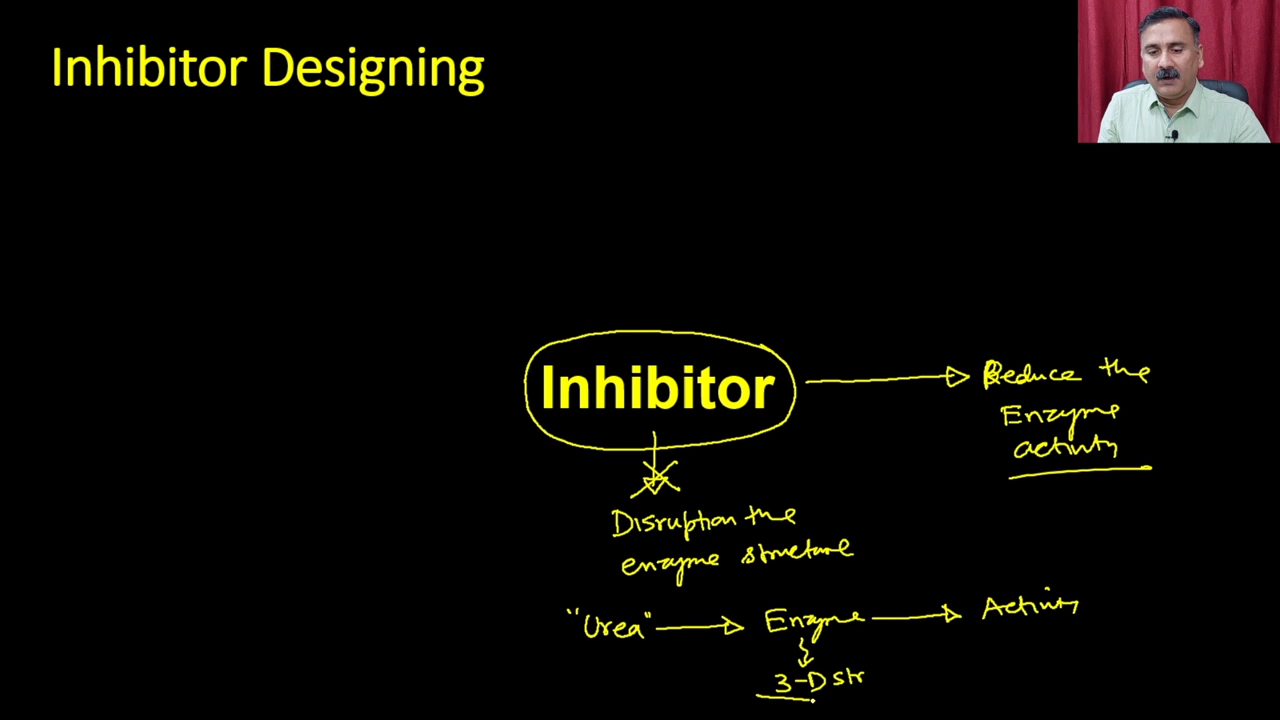 Inhibitor Designing
Inhibitor
Reduce the
Enzyme
activity
Disruption the
enzyme structure
"Urea" Enzyme Activity
3-D str